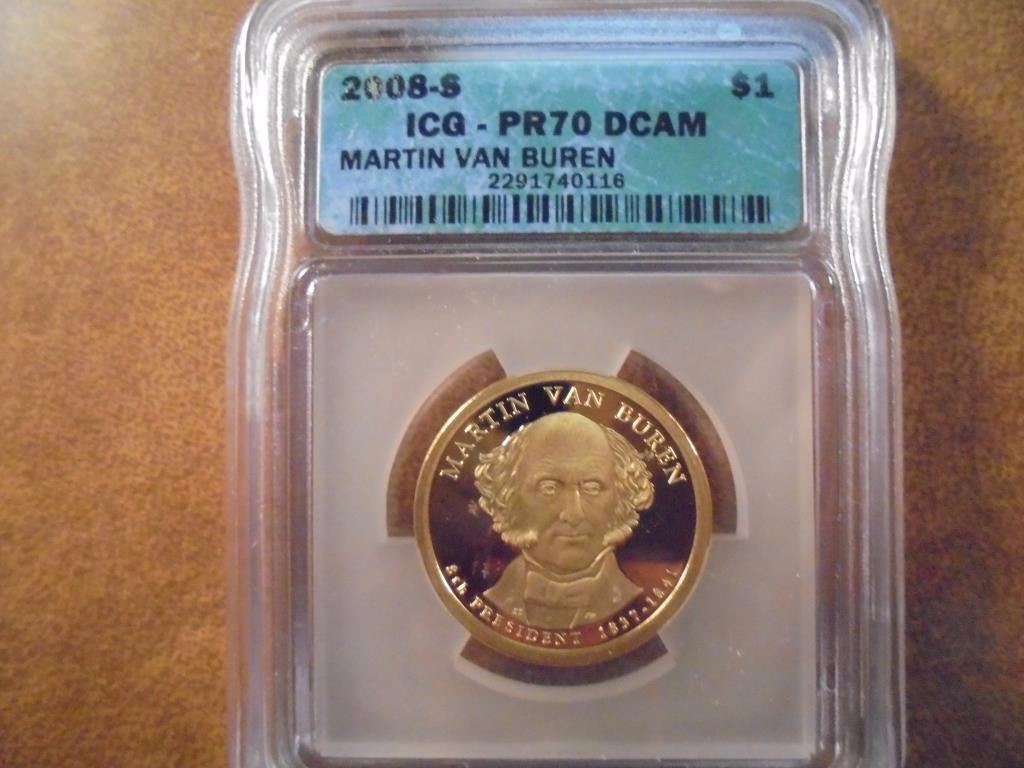 2008-S $1
ICG - PR70 DCAM
MARTIN VAN BUREN
2291740116
MARTIN VAN BUREN
8th PRESIDENT 1837-1841